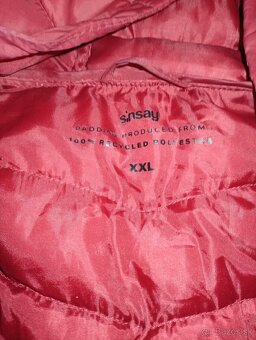 sinsay
PADDING PRODUCED FROM
100% RECYCLED POLYESTER
XXL